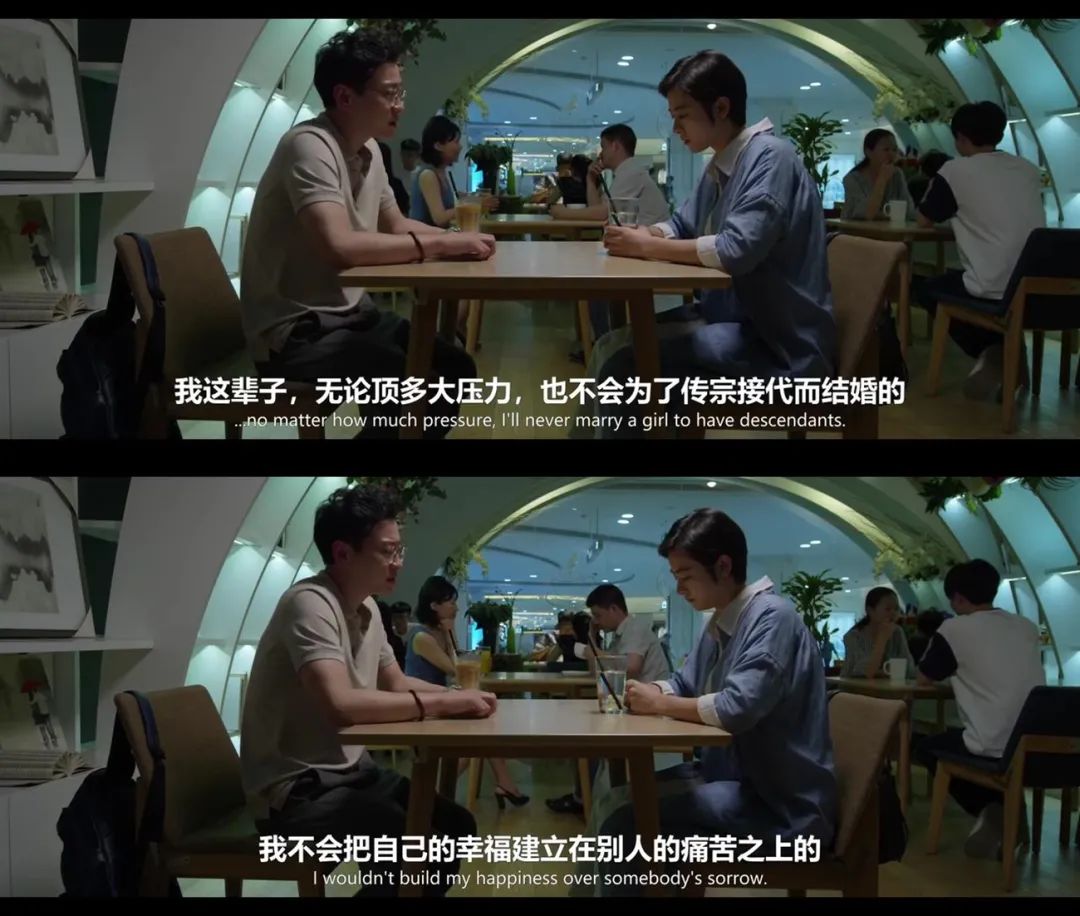 我这辈子，无论顶多大压力，也不会为了传宗接代而结婚的
...no matter how much pressure, I'll never marry a girl to have descendants.
我不会把自己的幸福建立在别人的痛苦之上的
I wouldn't build my happiness over somebody's sorrow.